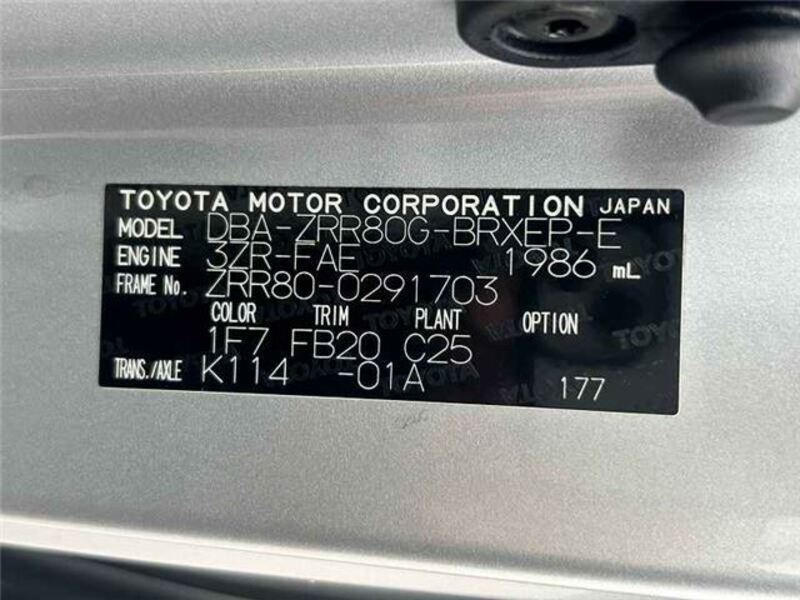 TOYOTA MOTOR CORPORATION JAPAN
MODEL DBA-ZRR80G-BRXEP-E
ENGINE 3ZR-FAE 1986 mL
FRAME No. ZRR80-0291703
COLOR TRIM PLANT OPTION
1F7 FB20 C25
TRANS./AXLE K114 -01A 177